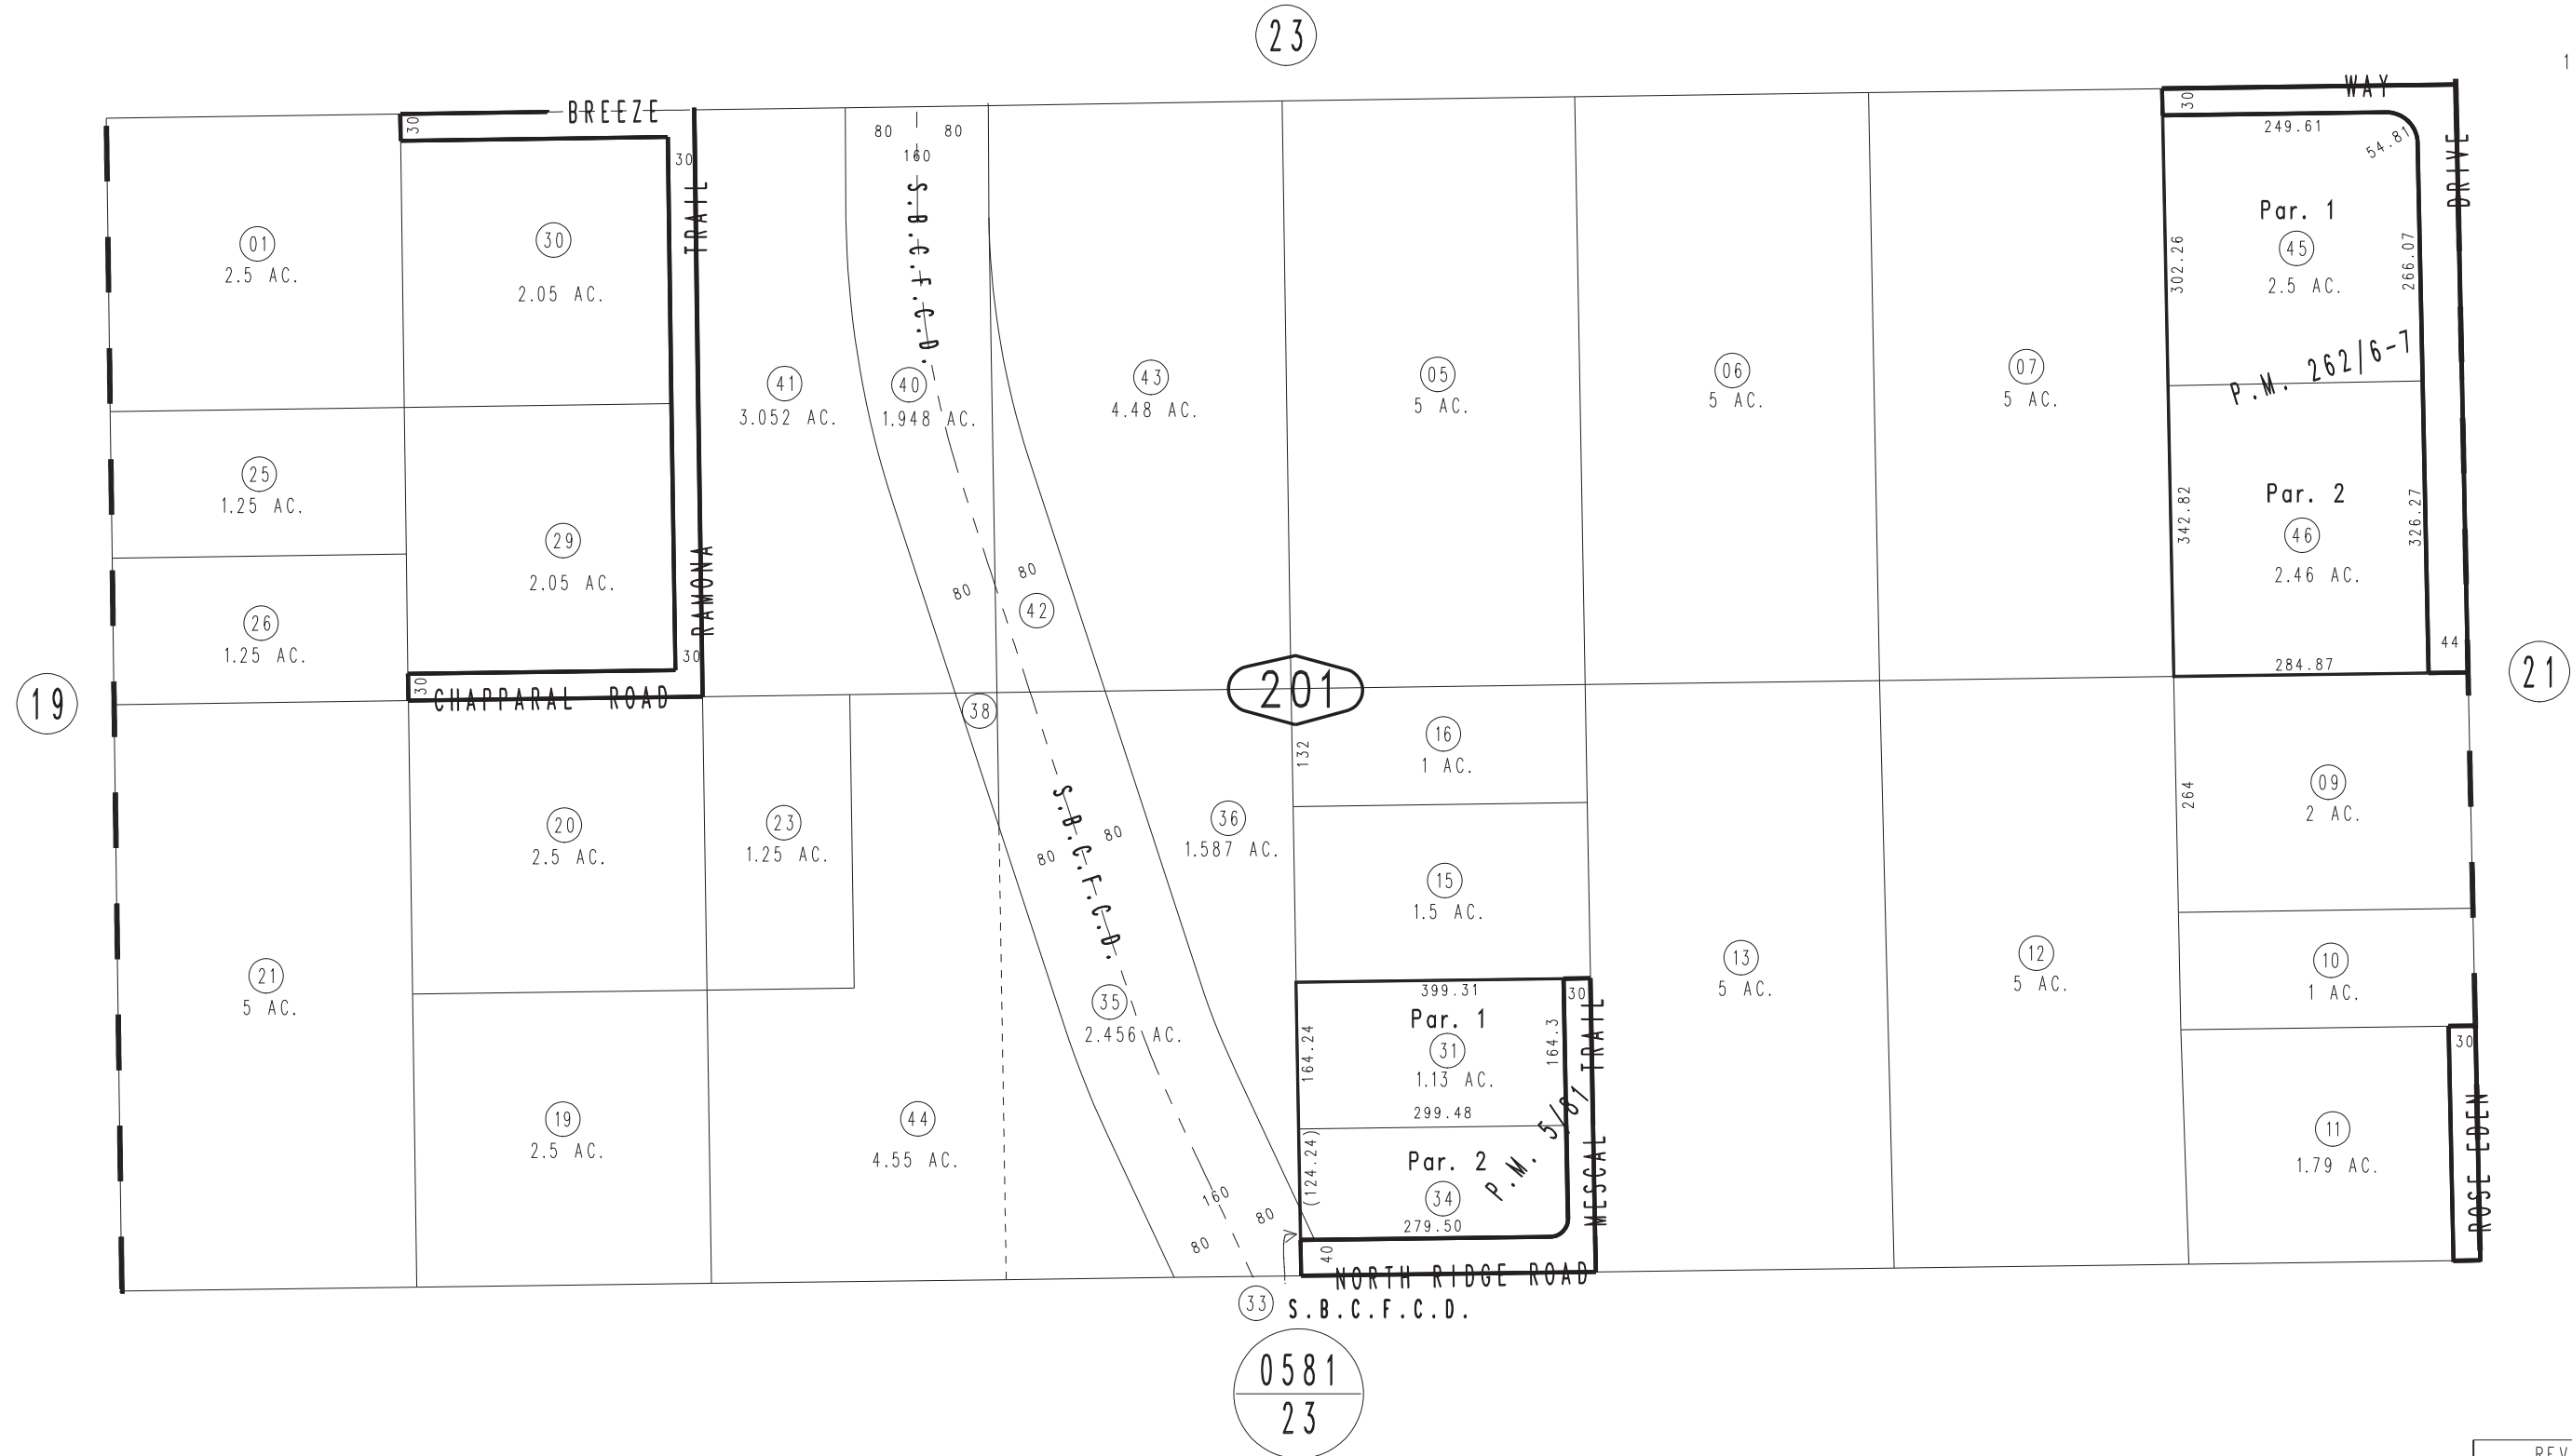 23
1
BREEZE
WAY
30
30
TRAIL
80
80
160
S.B.C.F.C.D.
30
249.61
54.81
DRIVE
01
2.5 AC.
30
2.05 AC.
Par. 1
45
2.5 AC.
302.26
266.07
P.M. 262/6-7
41
3.052 AC.
40
1.948 AC.
43
4.48 AC.
05
5 AC.
06
5 AC.
07
5 AC.
25
1.25 AC.
29
2.05 AC.
26
1.25 AC.
RAMONA
30
30
CHAPPARAL ROAD
80
80
42
Par. 2
46
2.46 AC.
342.82
326.27
44
284.87
19
21
38
201
132
16
1 AC.
264
09
2 AC.
20
2.5 AC.
23
1.25 AC.
S.B.C.F.C.D.
80
80
36
1.587 AC.
15
1.5 AC.
21
5 AC.
35
2.456 AC.
399.31
30
Par. 1
31
1.13 AC.
164.24
164.3
299.48
TRAIL
13
5 AC.
12
5 AC.
10
1 AC.
30
19
2.5 AC.
44
4.55 AC.
(124.24)
Par. 2
34
279.50
P.M. 5/81
MESCAL
11
1.79 AC.
ROSE EDEN
160
80
80
40
NORTH RIDGE ROAD
33
S.B.C.F.C.D.
0581
23
REV